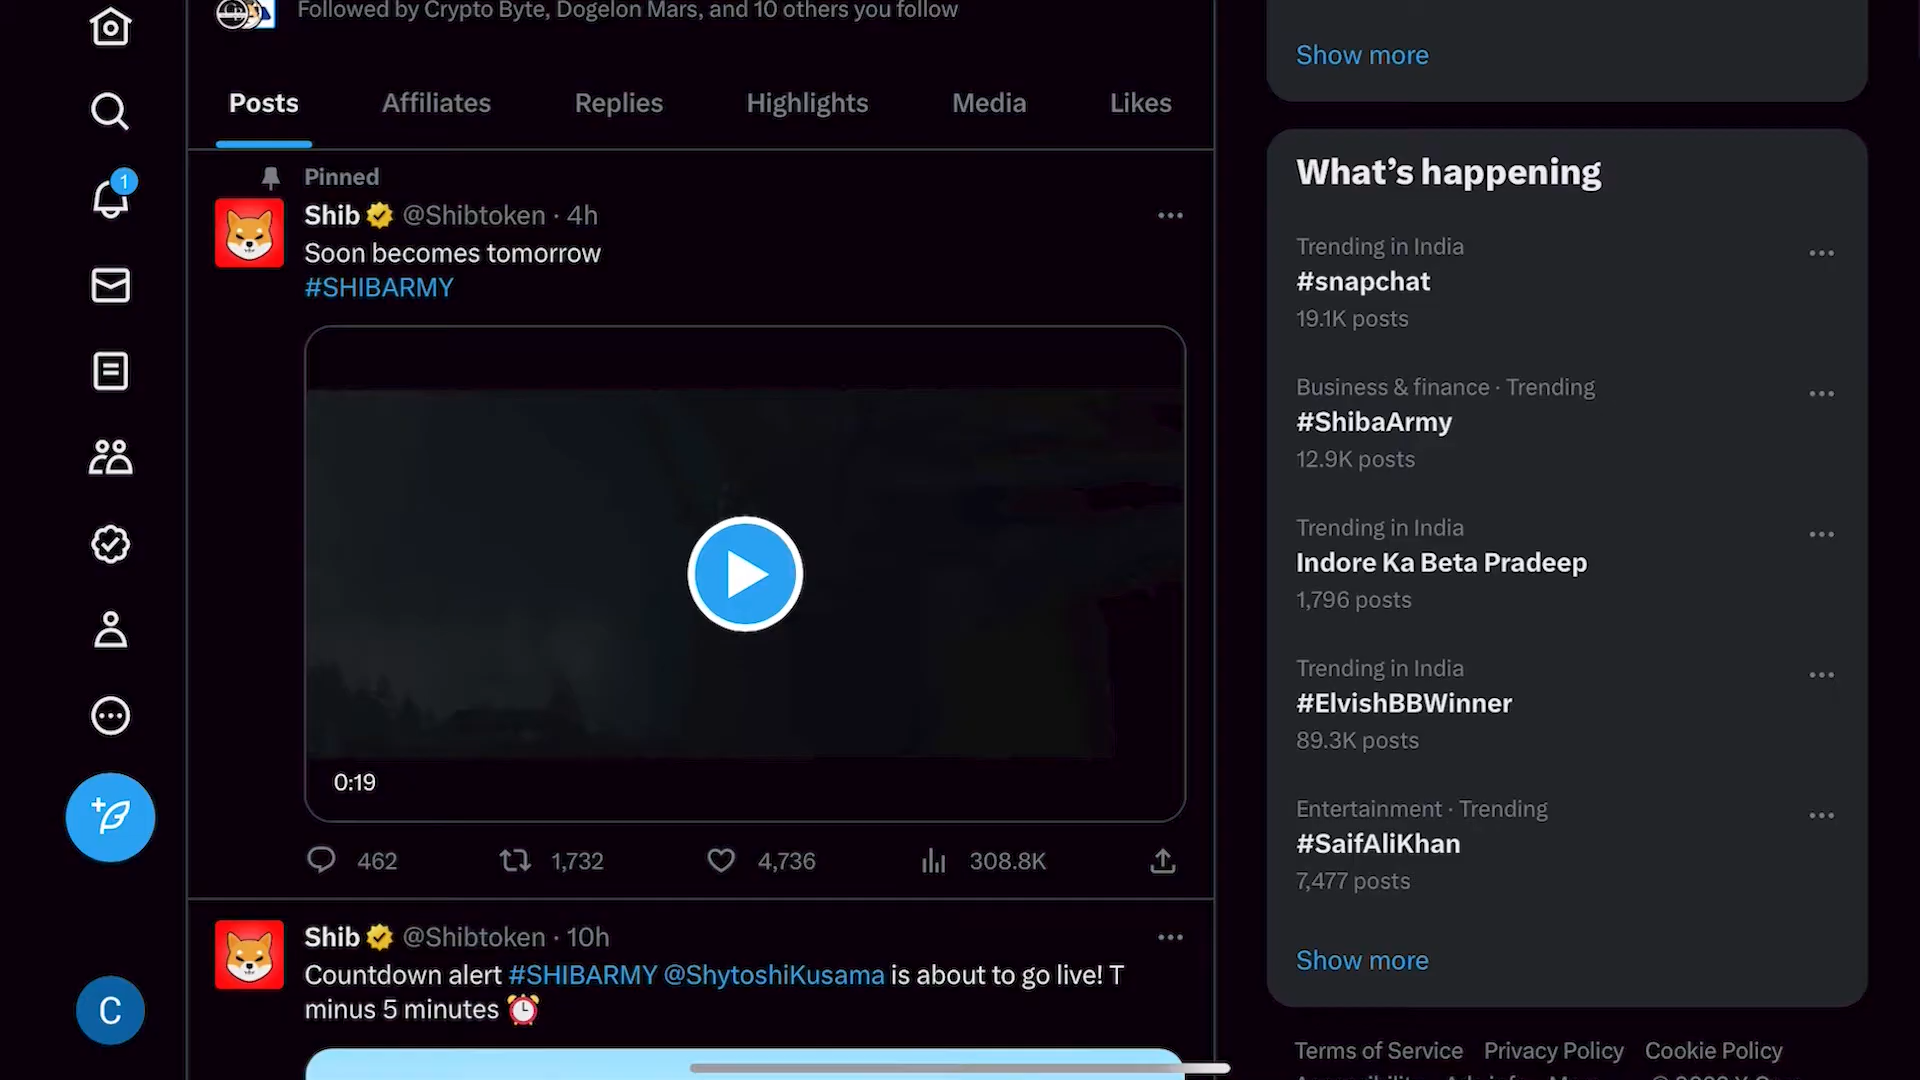 Followed by Crypto Byte, Dogelon Mars, and 10 others you follow
Posts
Affiliates
Replies
Highlights
Media
Likes
Pinned
Shib @Shibtoken · 4h
Soon becomes tomorrow
#SHIBARMY
0:19
462
1,732
4,736
308.8K
Shib @Shibtoken · 10h
Countdown alert #SHIBARMY @ShytoshiKusama is about to go live! T
minus 5 minutes
1
C
Show more
What's happening
Trending in India
#snapchat
19.1K posts
Business & finance · Trending
#ShibaArmy
12.9K posts
Trending in India
Indore Ka Beta Pradeep
1,796 posts
Trending in India
#ElvishBBWinner
89.3K posts
Entertainment · Trending
#SaifAliKhan
7,477 posts
Show more
Terms of Service Privacy Policy Cookie Policy